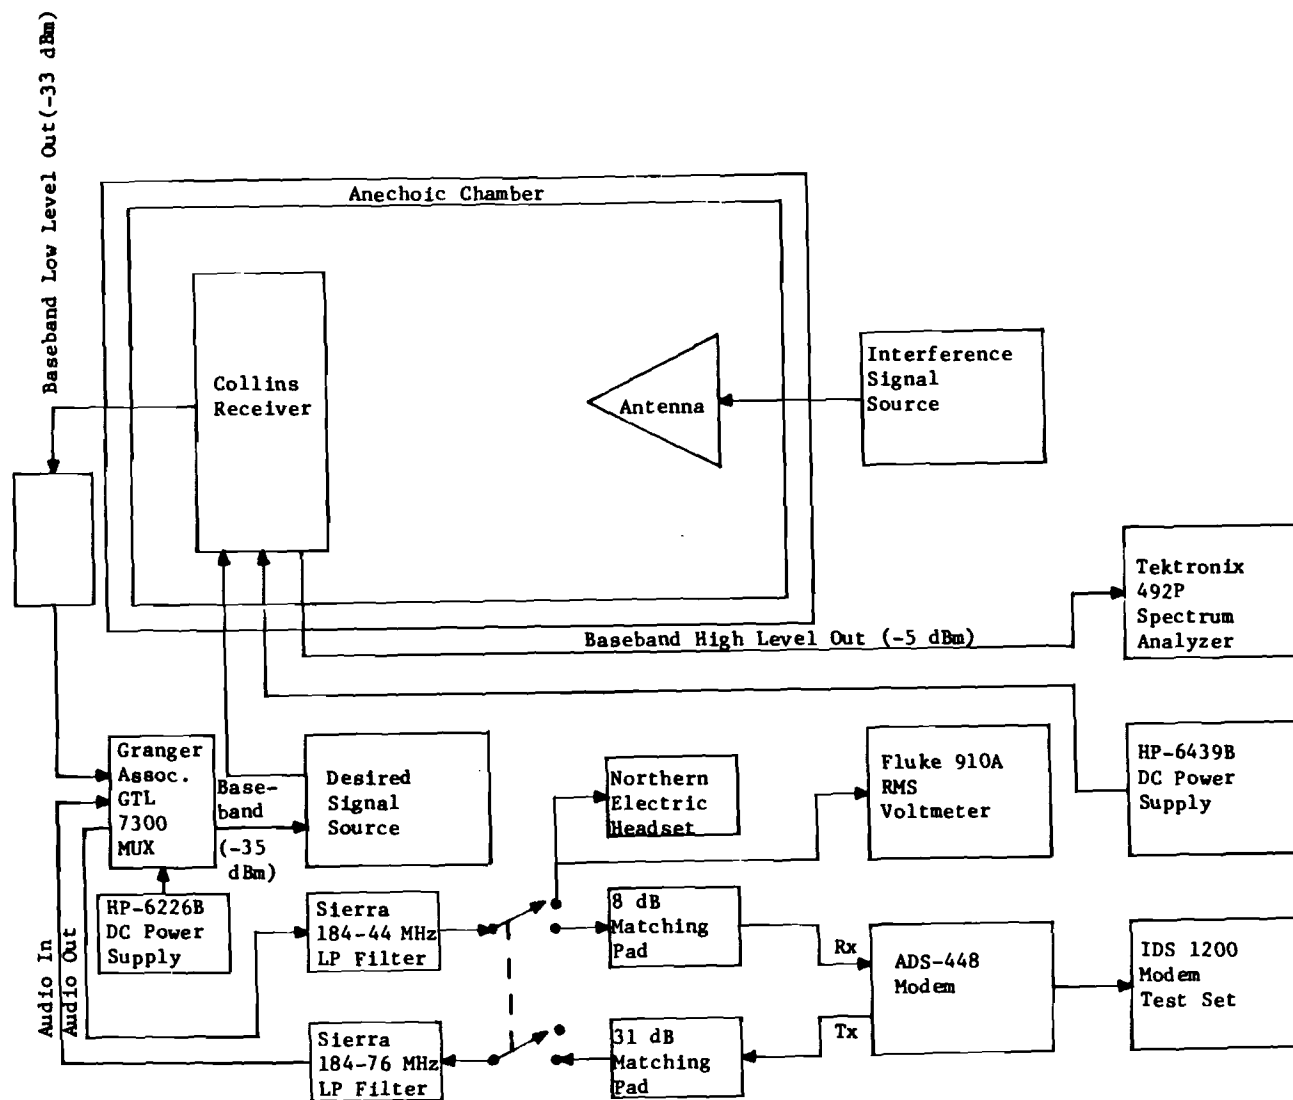 Baseband Low Level Out(-33 dBm)
Anechoic Chamber
Collins
Receiver
Antenna
Interference
Signal
Source
Tektronix
492P
Spectrum
Analyzer
Baseband High Level Out (-5 dBm)
Granger
Assoc.
GTL
7300
MUX
Base-
band
(-35
dBm)
Desired
Signal
Source
Northern
Electric
Headset
Fluke 910A
RMS
Voltmeter
HP-6439B
DC Power
Supply
HP-6226B
DC Power
Supply
Sierra
184-44 MHz
LP Filter
8 dB
Matching
Pad
Rx
ADS-448
Modem
IDS 1200
Modem
Test Set
Audio In
Audio Out
Sierra
184-76 MHz
LP Filter
31 dB
Matching
Pad
Tx